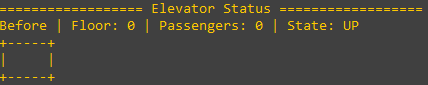 ================= Elevator Status =================
Before | Floor: 0 | Passengers: 0 | State: UP
+-----+
|     |
+-----+